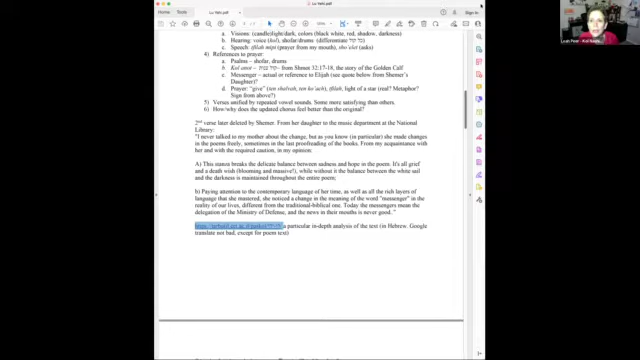 Lu Yehi.pdf
Lu Yehi.pdf
Sign In
a. Visions (candle)light/dark, colors (black white, red, shadow, darkness)
b. Hearing: voice (kol), shofar/drums (differentiate קול כל)
c. Speech: tfilah mipi (prayer from my mouth), sho'elet (asks)
4) References to prayer:
a. Psalms – shofar, drums
b. Kol anot – קול ענות – from Shmot 32:17-18, the story of the Golden Calf
c. Messenger – actual or reference to Elijah (see quote below from Shemer's
Daughter)
d. Prayer: "give" (ten shalvah, ten ko'ach), tfilah, light of a star (real? Metaphor?
Sign from above?)
5) Verses unified by repeated vowel sounds. Some more satisfying than others.
6) How/why does the updated chorus feel better than the original?
2nd verse later deleted by Shemer. From her daughter to the music department at the National
Library:
"I never talked to my mother about the change, but as you know (in particular) she made changes
in the poems freely, sometimes in the last proofreading of the books. From my acquaintance with
her and with the required caution, in my opinion:
A) This stanza breaks the delicate balance between sadness and hope in the poem. It's all grief
and a death wish (blooming and massive!, while without it the balance between the white sail
and the darkness is maintained throughout the entire poem;
b) Paying attention to the contemporary language of her time, as well as all the rich layers of
language that she mastered, she noticed a change in the meaning of the word "messenger" in
the reality of our lives, different from the traditional-biblical one. Today the messengers mean the
delegation of the Ministry of Defense, and the news in their mouths is never good. "
a particular in-depth analysis of the text (in Hebrew. Google
translate not bad, except for poem text)